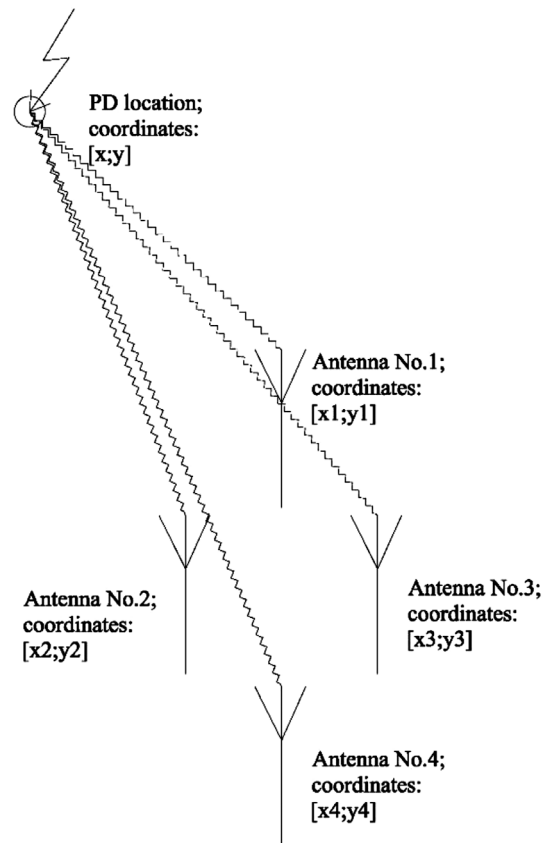 PD location;
coordinates:
[x;y]
Antenna No.1;
coordinates:
[x1;y1]
Antenna No.2;
coordinates:
[x2;y2]
Antenna No.3;
coordinates:
[x3;y3]
Antenna No.4;
coordinates:
[x4;y4]